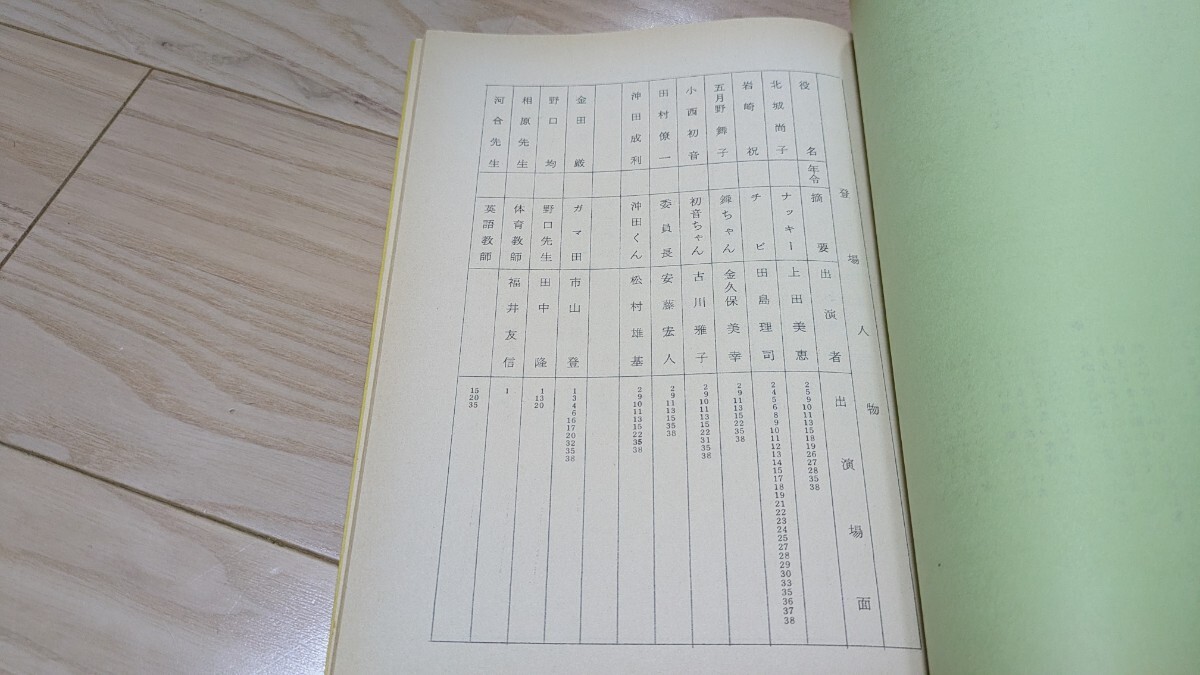 登場人物
役名 年令 摘要 出演者 出演場面
北城尚子 ナッキー 上田美恵 2 5 9 10 11 13 15 18 19 26 27 28 35 38
岩崎祝 チビ 田島理司 2 4 5 6 8 9 10 11 12 13 14 15 17 18 19 21 22 23 24 25 27 28 29 30 33 35 36 37 38
五月野舞子 舞ちゃん 金久保美幸 2 9 11 13 15 22 35 38
小西初音 初音ちゃん 古川雅子 2 9 10 11 13 15 22 31 35 38
田村僚一 委員長 安藤宏人 2 9 11 13 15 35 38
沖田成利 沖田くん 松村雄基 2 9 10 11 13 15 22 35 38
金田厳 ガマ田 市山登 1 3 4 6 16 17 20 32 35 38
野口均 野口先生 田中隆 1 13 20
相原先生 体育教師 福井友信 1
河合先生 英語教師 15 20 35